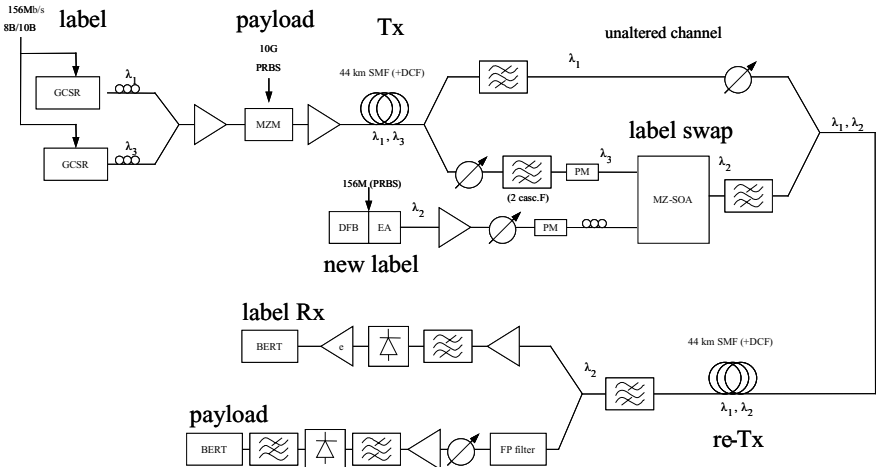 156Mb/s
8B/10B
label
payload
Tx
10G
PRBS
44 km SMF (+DCF)
unaltered channel
GCSR
λ1
MZM
λ1, λ3
λ1
λ1, λ2
GCSR
λ3
label swap
λ3
PM
(2 casc.F)
MZ-SOA
λ2
156M (PRBS)
λ2
DFB
EA
PM
new label
label Rx
BERT
e
44 km SMF (+DCF)
λ2
λ1, λ2
payload
re-Tx
BERT
FP filter